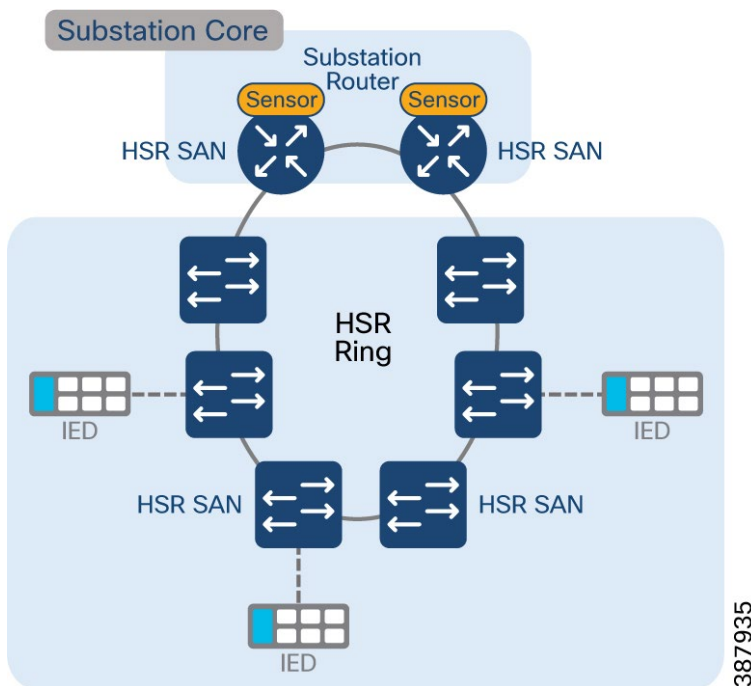 Substation Core
Substation
Router
Sensor
Sensor
HSR SAN
HSR SAN
HSR
Ring
IED
IED
HSR SAN
HSR SAN
IED
387935